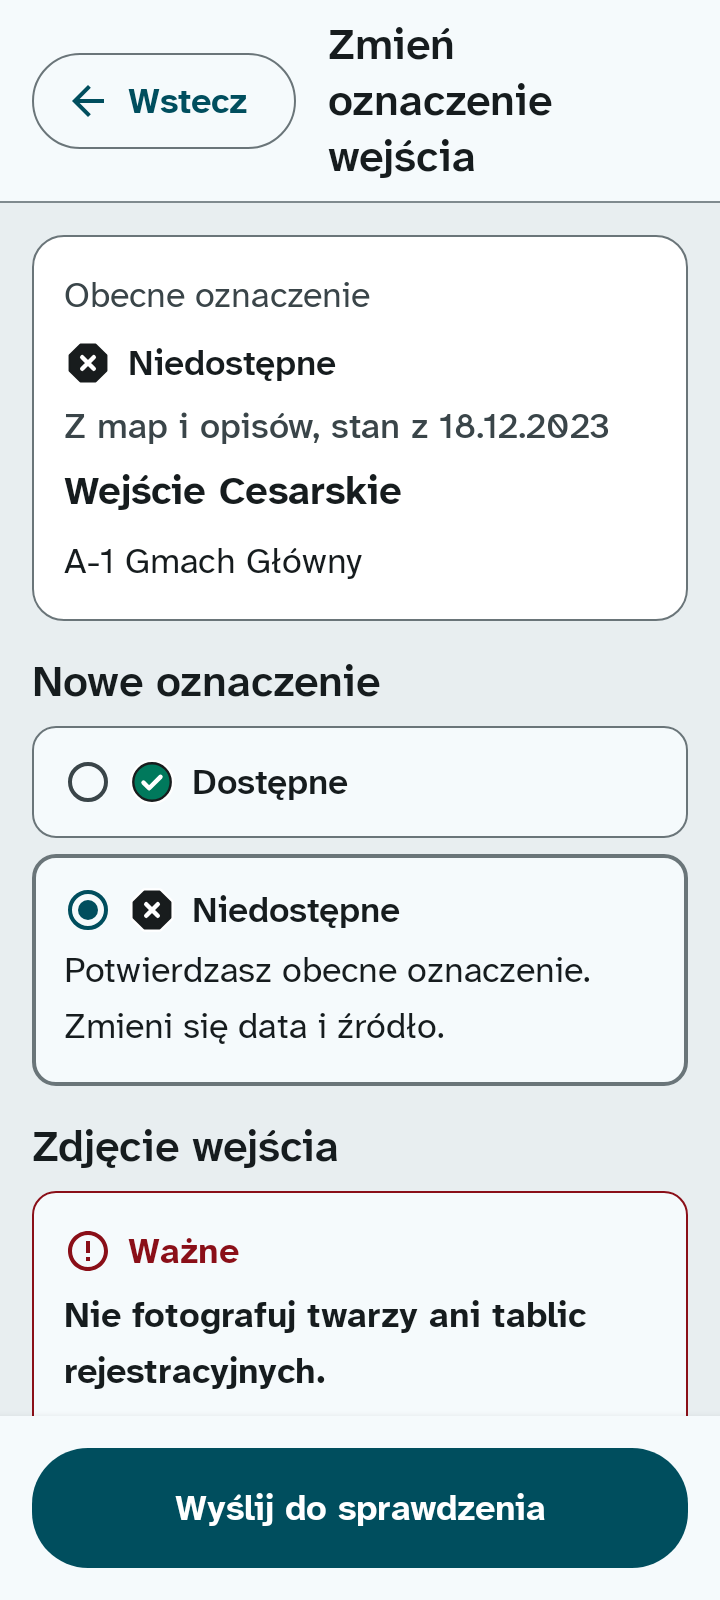 Wstecz
Zmień
oznaczenie
wejścia
Obecne oznaczenie
Niedostępne
Z map i opisów, stan z 18.12.2023
Wejście Cesarskie
A-1 Gmach Główny
Nowe oznaczenie
Dostępne
Niedostępne
Potwierdzasz obecne oznaczenie.
Zmieni się data i źródło.
Zdjęcie wejścia
Ważne
Nie fotografuj twarzy ani tablic
rejestracyjnych.
Wyślij do sprawdzenia